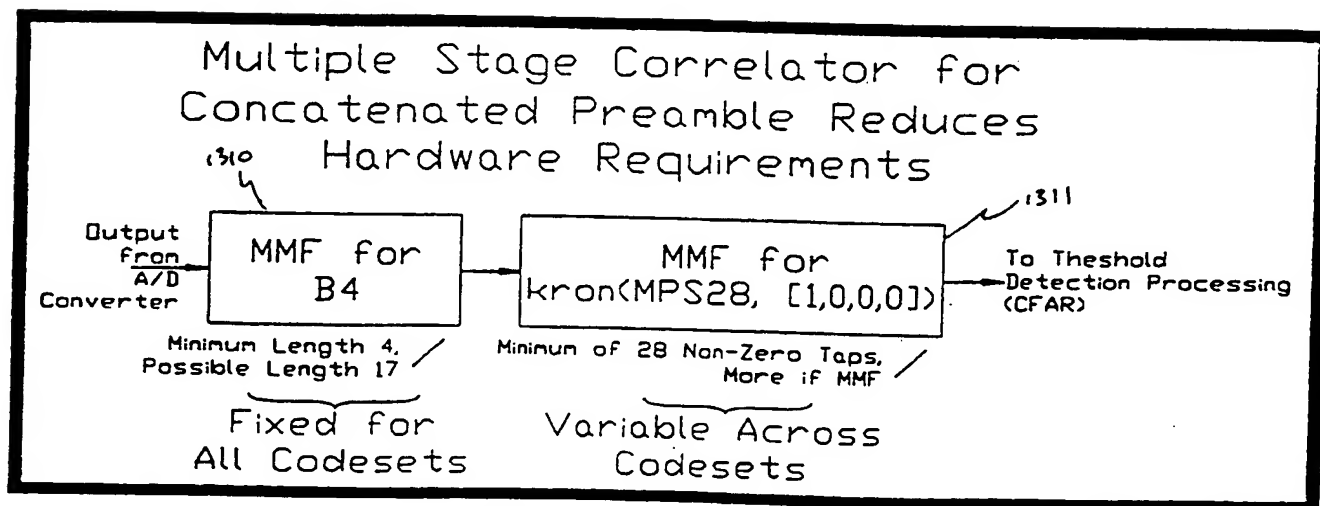 Multiple Stage Correlator for
Concatenated Preamble Reduces
Hardware Requirements
1310
1311
Output
from
A/D
Converter
MMF for
B4
MMF for
kron(MPS28, [1,0,0,0])
To Theshold
Detection Processing
(CFAR)
Minimum Length 4,
Possible Length 17
Minimum of 28 Non-Zero Taps,
More if MMF
Fixed for
All Codesets
Variable Across
Codesets